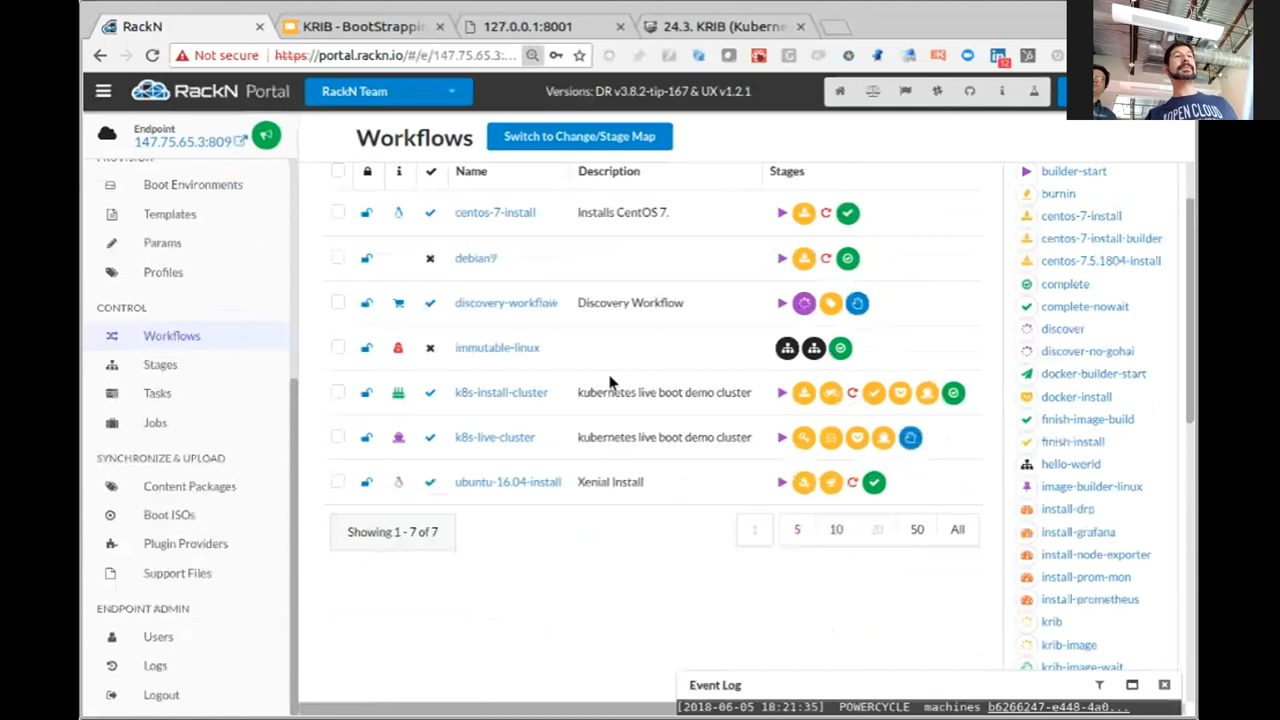 RackN
KRIB - BootStrappi
127.0.0.1:8001
24.3. KRIB (Kuberne
Not secure
https://portal.rackn.io/#/e/147.75.65.3:...
12
RackN Portal
RackN Team
Versions: DR v3.8.2-tip-167 & UX v1.2.1
OPEN CLOUD
Endpoint
147.75.65.3:809
Workflows
Switch to Change/Stage Map
PROVISION
Boot Environments
Templates
Params
Profiles
CONTROL
Workflows
Stages
Tasks
Jobs
SYNCHRONIZE & UPLOAD
Content Packages
Boot ISOs
Plugin Providers
Support Files
ENDPOINT ADMIN
Users
Logs
Logout
Name Description Stages
centos-7-install Installs CentOS 7.
debian9
discovery-workflow Discovery Workflow
immutable-linux
k8s-install-cluster kubernetes live boot demo cluster
k8s-live-cluster kubernetes live boot demo cluster
ubuntu-16.04-install Xenial Install
Showing 1 - 7 of 7
5 10 20 50 All
builder-start
burnin
centos-7-install
centos-7-install-builder
centos-7.5.1804-install
complete
complete-nowait
discover
discover-no-gohai
docker-builder-start
docker-install
finish-image-build
finish-install
hello-world
image-builder-linux
install-drp
install-grafana
install-node-exporter
install-prom-mon
install-prometheus
krib
krib-image
krib-image-wait
Event Log
[2018-06-05 18:21:35] POWERCYCLE machines b6266247-e448-4a0...